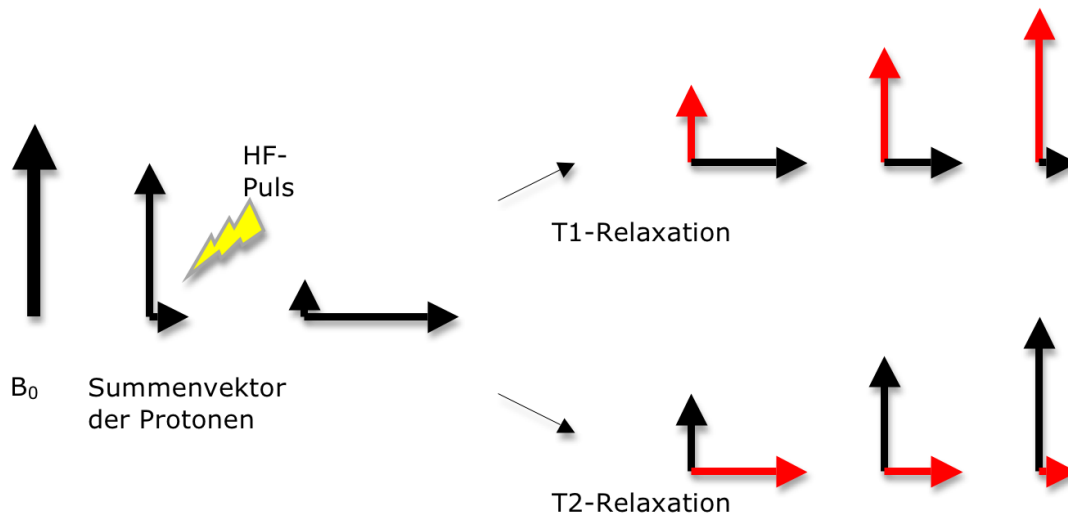 HF-
Puls
T1-Relaxation
B₀
Summenvektor
der Protonen
T2-Relaxation